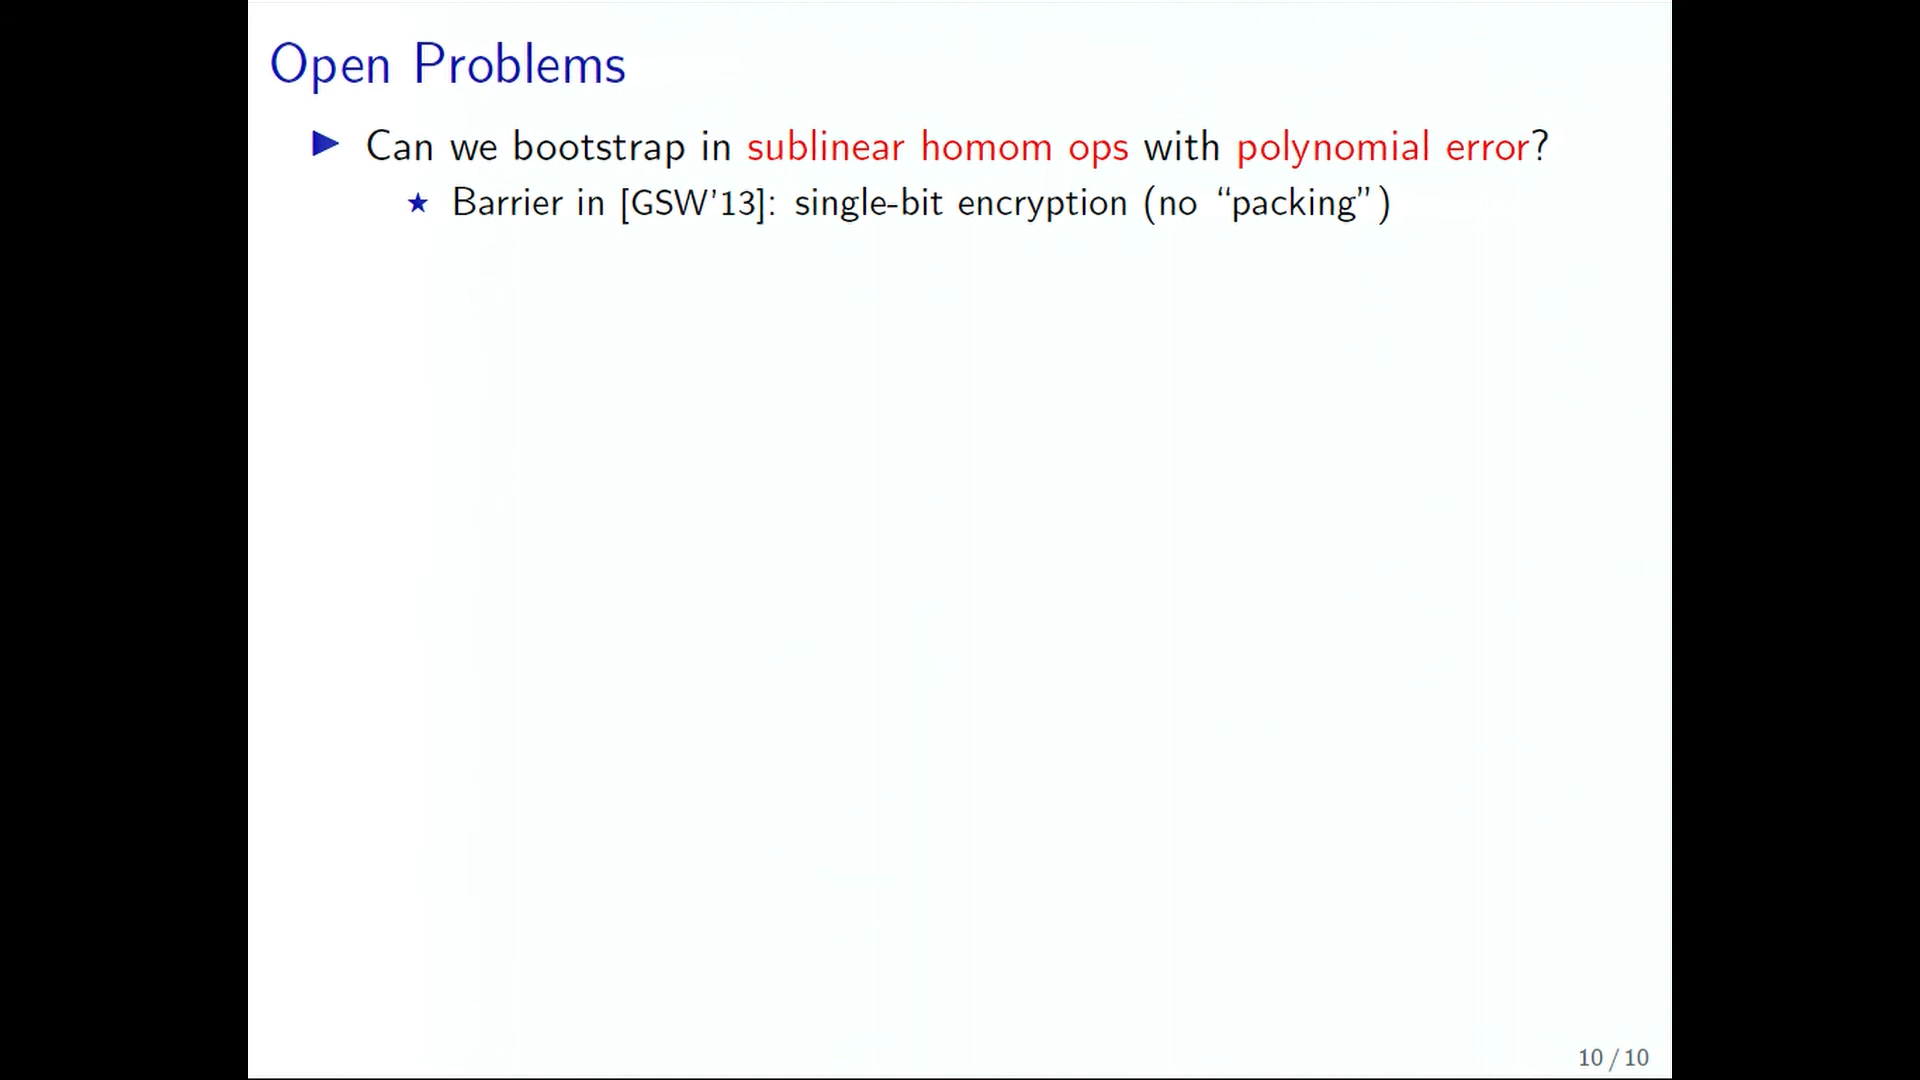 Open Problems
▶ Can we bootstrap in sublinear homom ops with polynomial error?
★ Barrier in [GSW’13]: single-bit encryption (no “packing”)
10 / 10